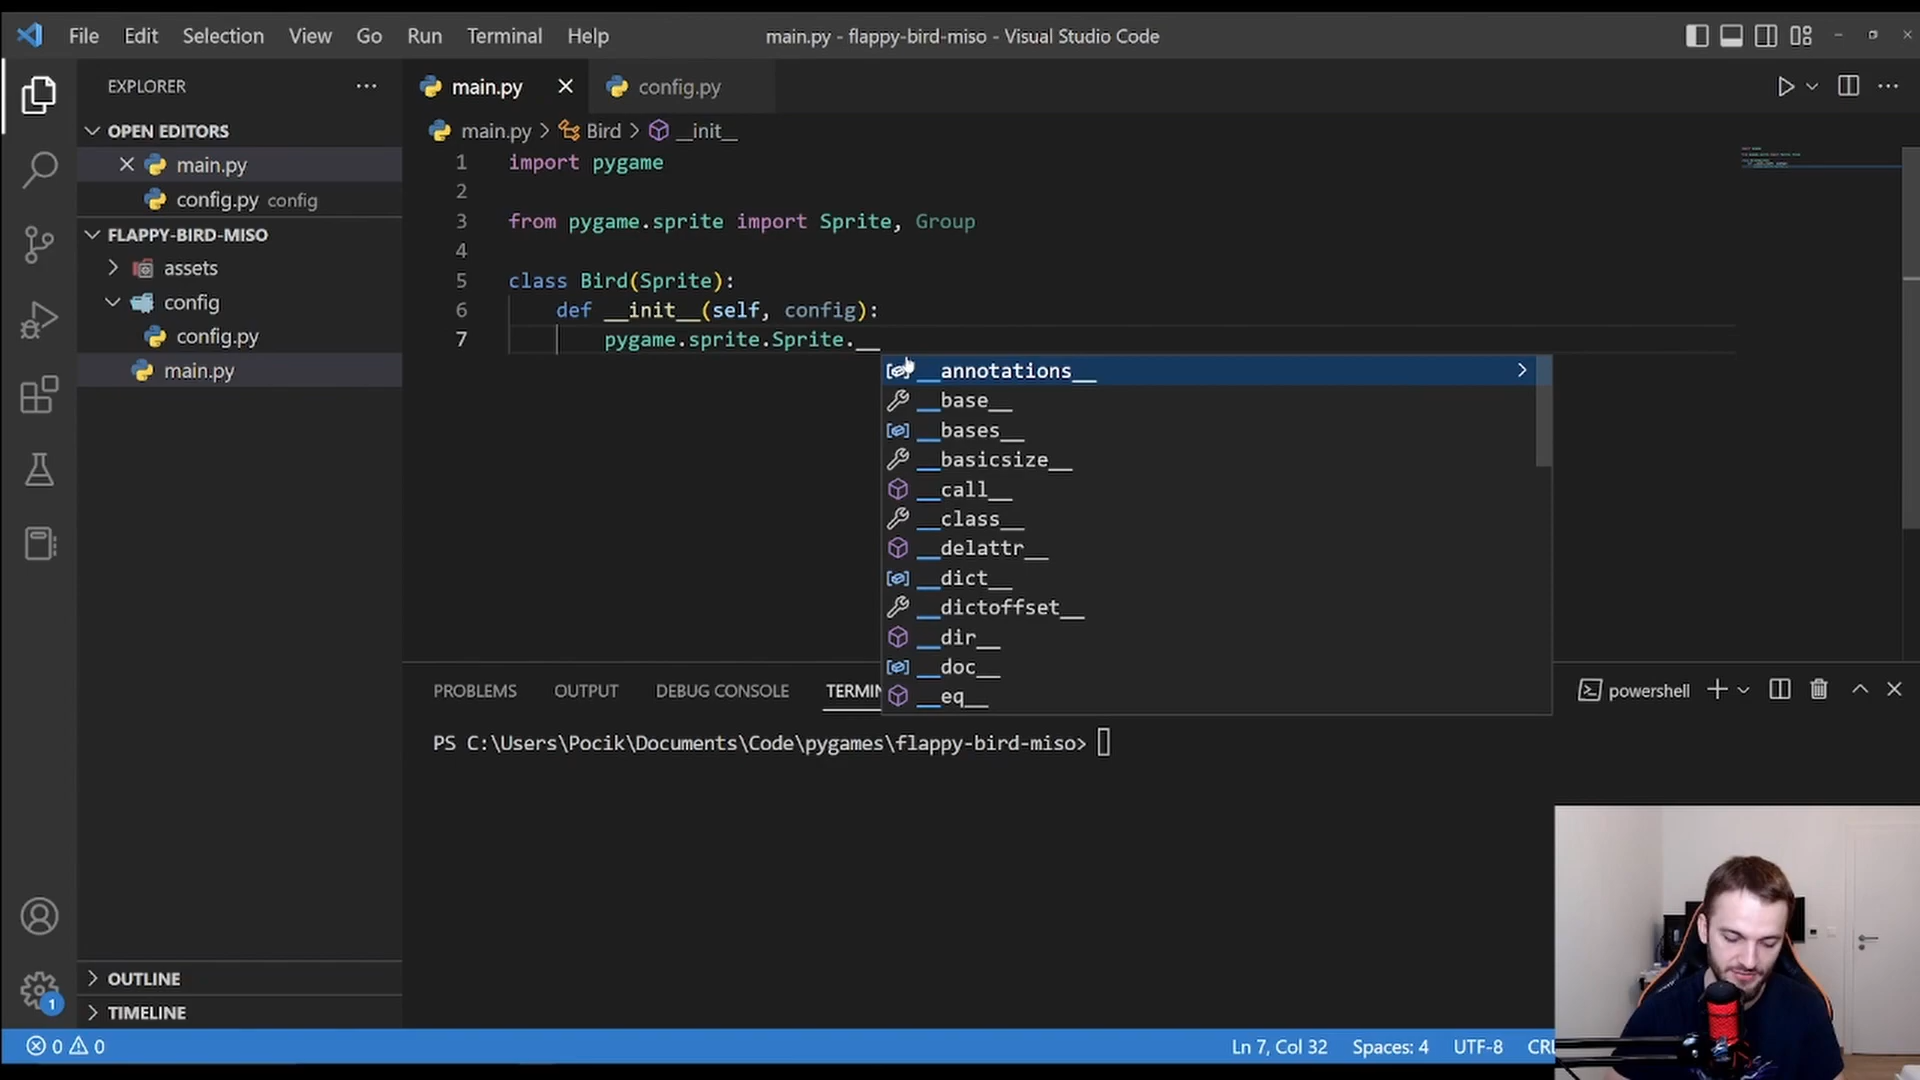 File Edit Selection View Go Run Terminal Help
main.py - flappy-bird-miso - Visual Studio Code
EXPLORER
OPEN EDITORS
main.py
config.py config
FLAPPY-BIRD-MISO
assets
config
config.py
main.py
OUTLINE
TIMELINE
main.py
config.py
main.py > Bird > __init__
1 import pygame
2
3 from pygame.sprite import Sprite, Group
4
5 class Bird(Sprite):
6 def __init__(self, config):
7 pygame.sprite.Sprite.__
__annotations__
__base__
__bases__
__basicsize__
__call__
__class__
__delattr__
__dict__
__dictoffset__
__dir__
__doc__
__eq__
PROBLEMS OUTPUT DEBUG CONSOLE TERMIN
powershell
PS C:\Users\Pocik\Documents\Code\pygames\flappy-bird-miso>
1
0 0
Ln 7, Col 32 Spaces: 4 UTF-8 CRL